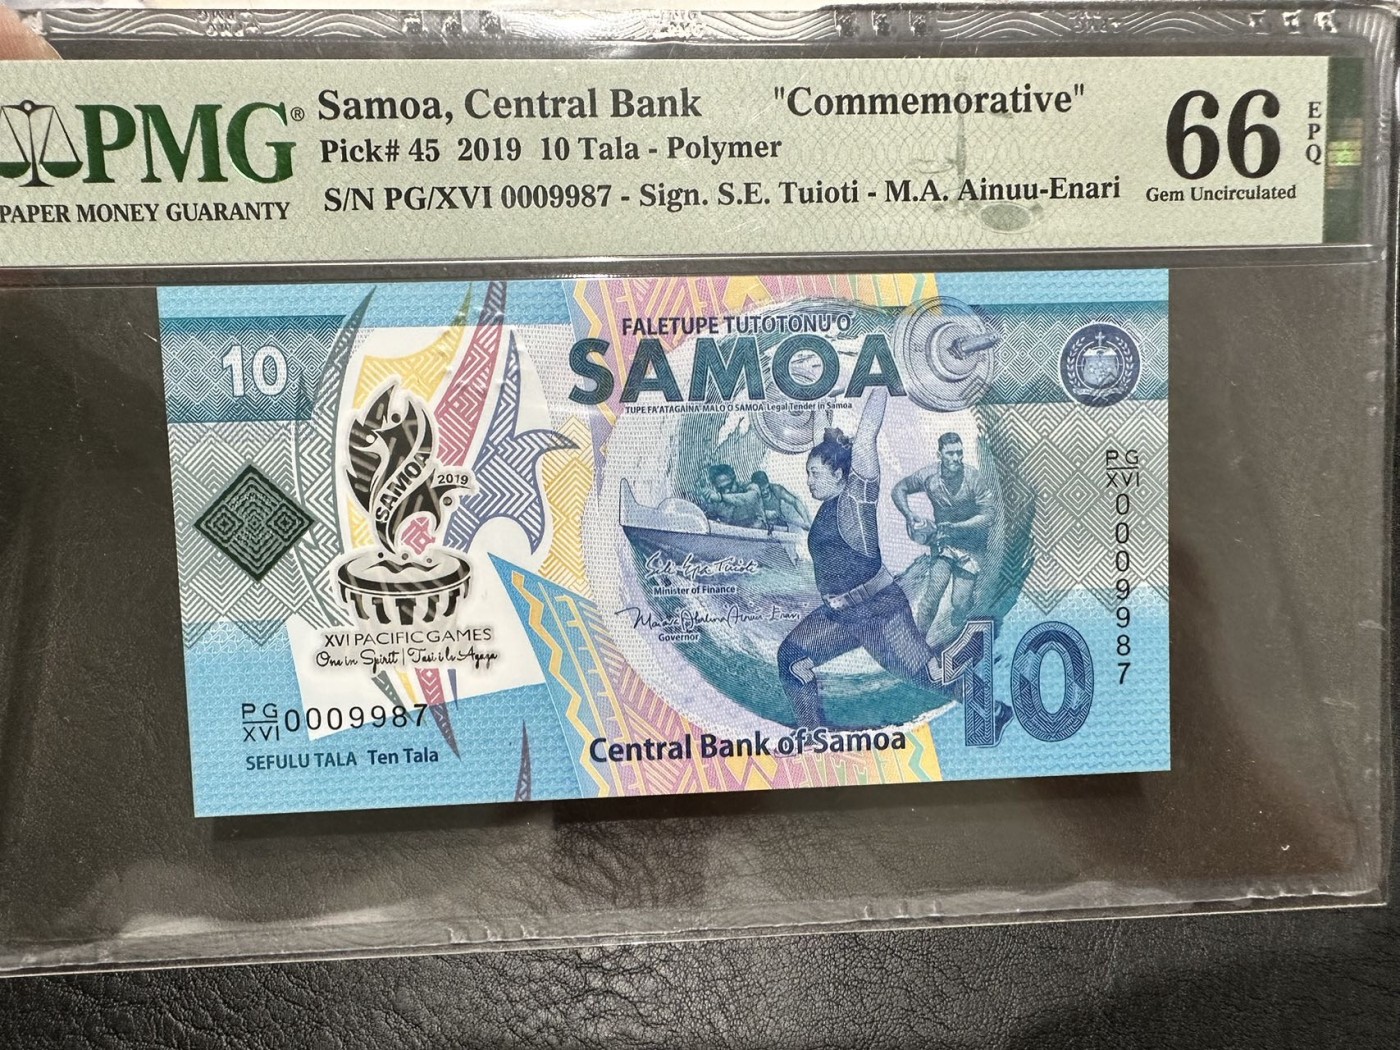 PMG®
PAPER MONEY GUARANTY
Samoa, Central Bank "Commemorative"
Pick# 45 2019 10 Tala - Polymer
S/N PG/XVI 0009987 - Sign. S.E. Tuioti - M.A. Ainuu-Enari
66 EPQ
Gem Uncirculated
10
FALETUPE TUTOTONU O
SAMOA
TUPE FA'ATAGAINA MALO O SAMOA Legal Tender in Samoa
SAMOA
2019
XVI PACIFIC GAMES
One in Spirit | Tasi i le Agaga
PG/XVI 0009987
SEFULU TALA Ten Tala
Minister of Finance
Governor
Central Bank of Samoa
10
PG/XVI 0009987